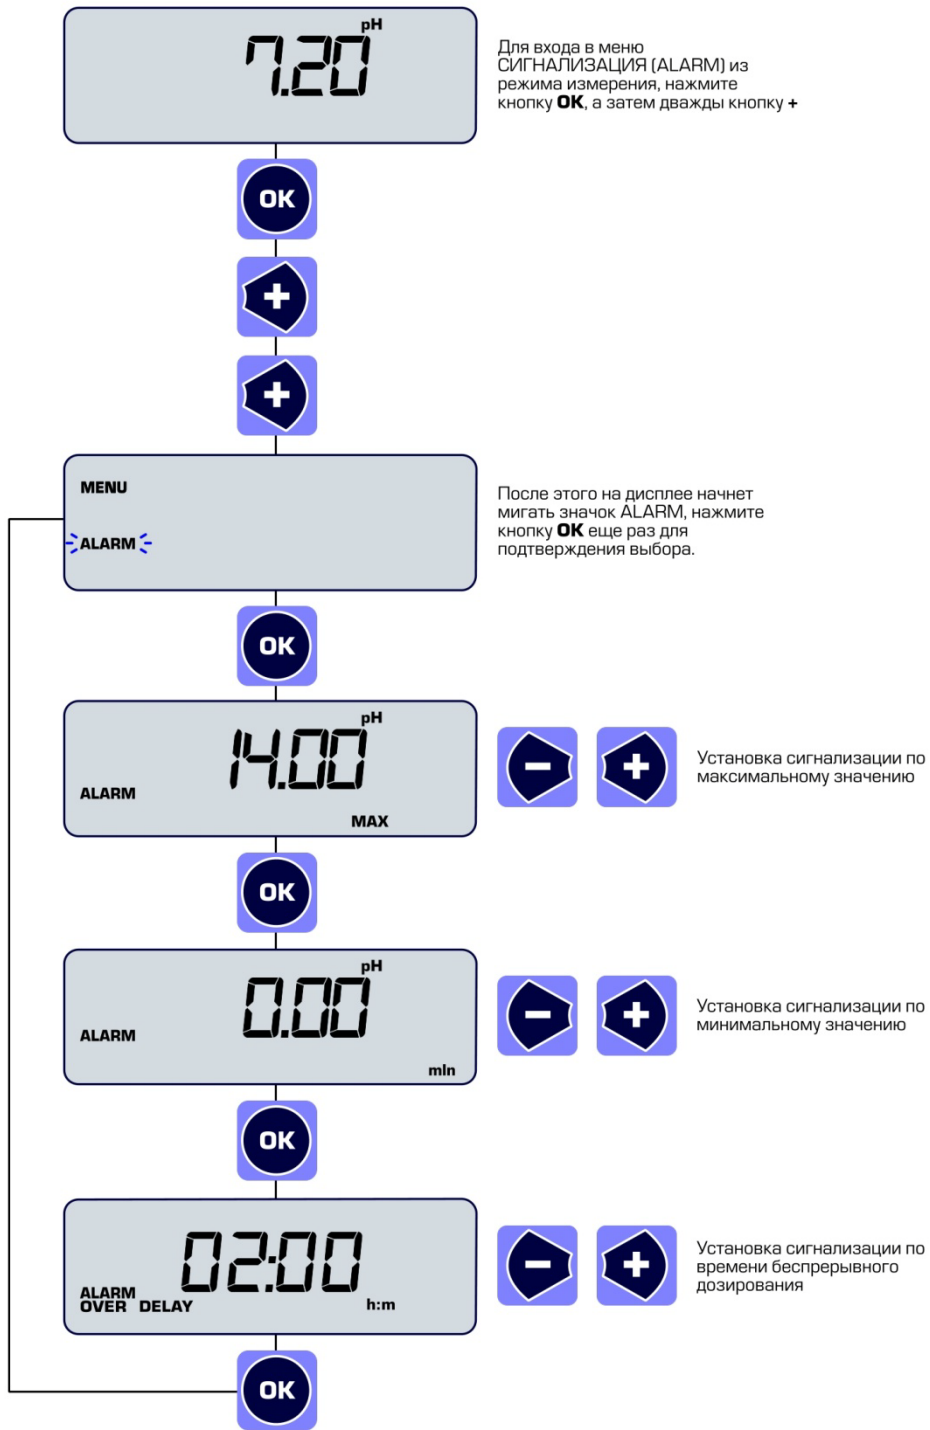 pH
7.20
Для входа в меню
СИГНАЛИЗАЦИЯ (ALARM) из
режима измерения, нажмите
кнопку OK, а затем дважды кнопку +
OK
+
+
MENU
ALARM
После этого на дисплее начнет
мигать значок ALARM, нажмите
кнопку OK еще раз для
подтверждения выбора.
OK
pH
14.00
ALARM
MAX
- +
Установка сигнализации по
максимальному значению
OK
pH
0.00
ALARM
mIn
- +
Установка сигнализации по
минимальному значению
OK
02:00
ALARM
OVER DELAY
h:m
- +
Установка сигнализации по
времени беспрерывного
дозирования
OK